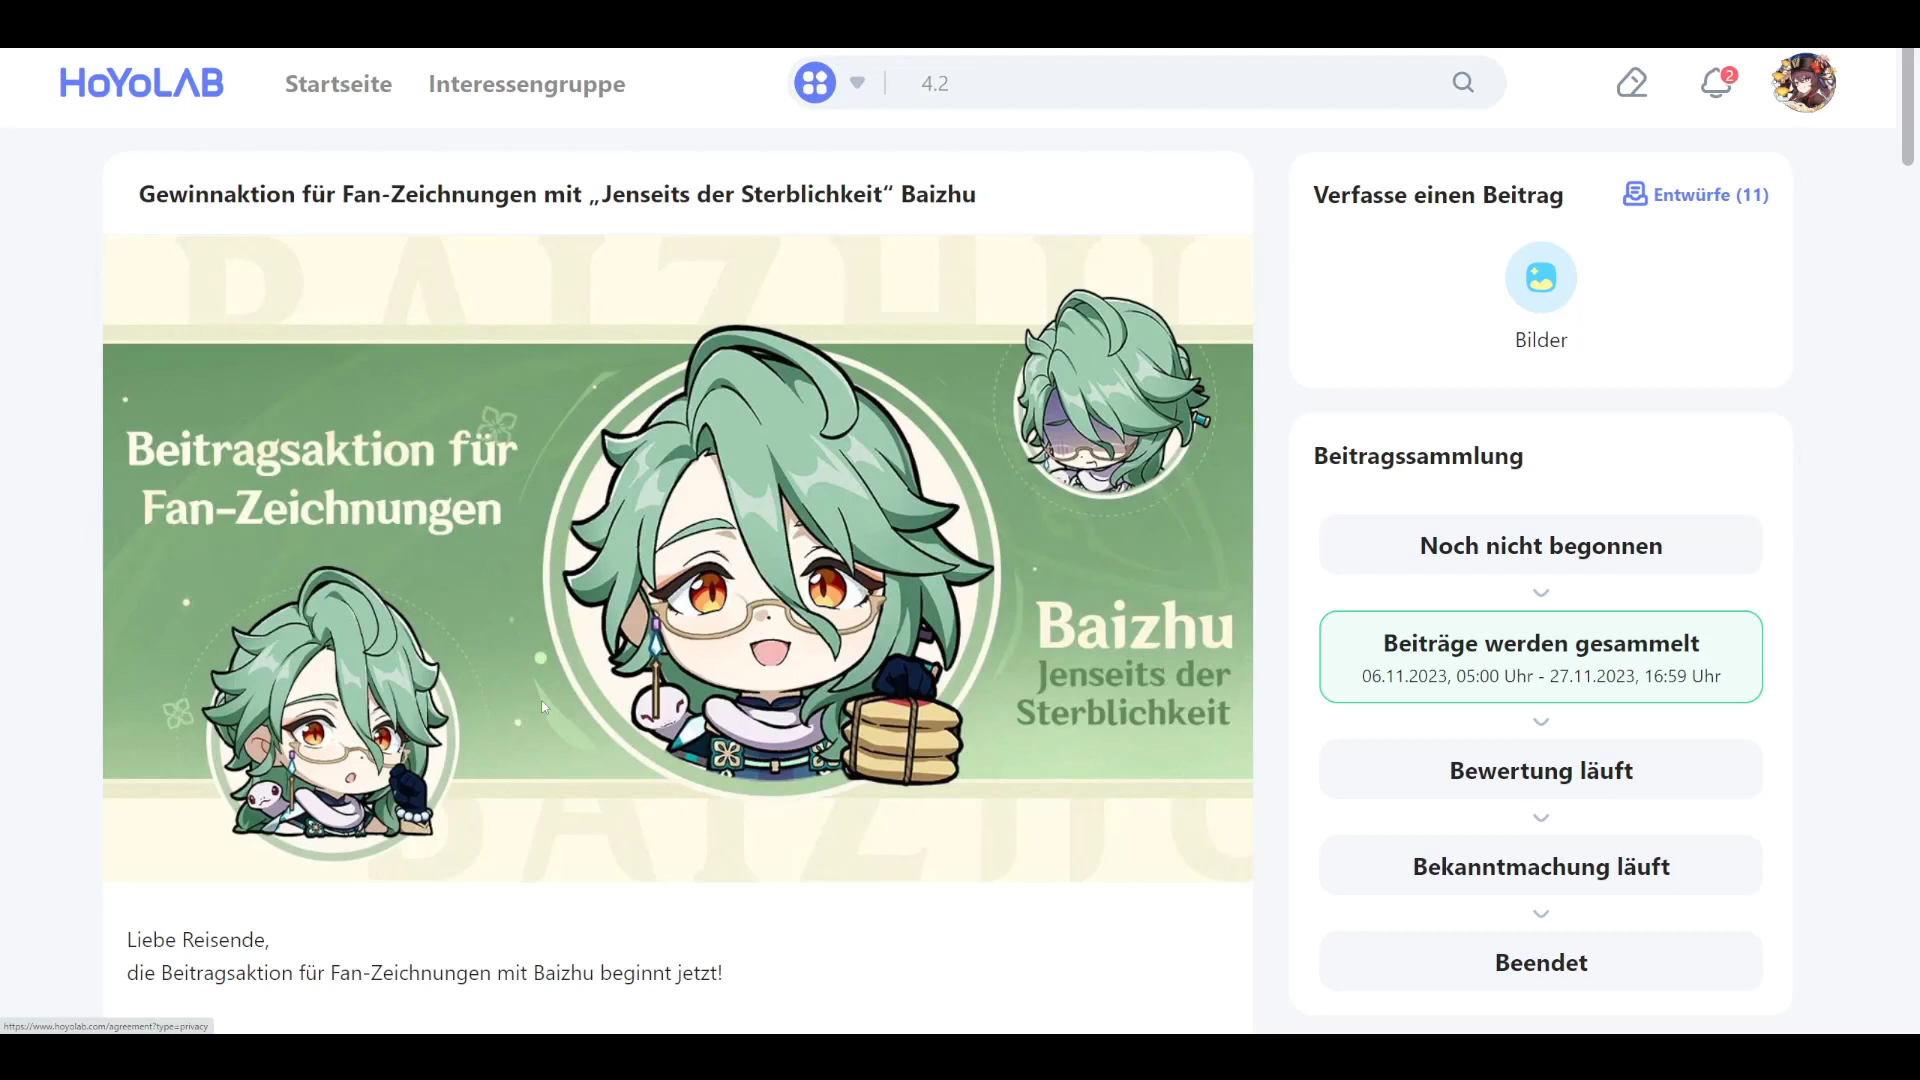 HoYoLAB
Startseite
Interessengruppe
4.2
2
Gewinnaktion für Fan-Zeichnungen mit „Jenseits der Sterblichkeit“ Baizhu
BAIZHU
Beitragsaktion für
Fan-Zeichnungen
Baizhu
Jenseits der
Sterblichkeit
BAIZHU
Liebe Reisende,
die Beitragsaktion für Fan-Zeichnungen mit Baizhu beginnt jetzt!
Verfasse einen Beitrag
Entwürfe (11)
Bilder
Beitragssammlung
Noch nicht begonnen
Beiträge werden gesammelt
06.11.2023, 05:00 Uhr - 27.11.2023, 16:59 Uhr
Bewertung läuft
Bekanntmachung läuft
Beendet
https://www.hoyolab.com/agreement?type=privacy